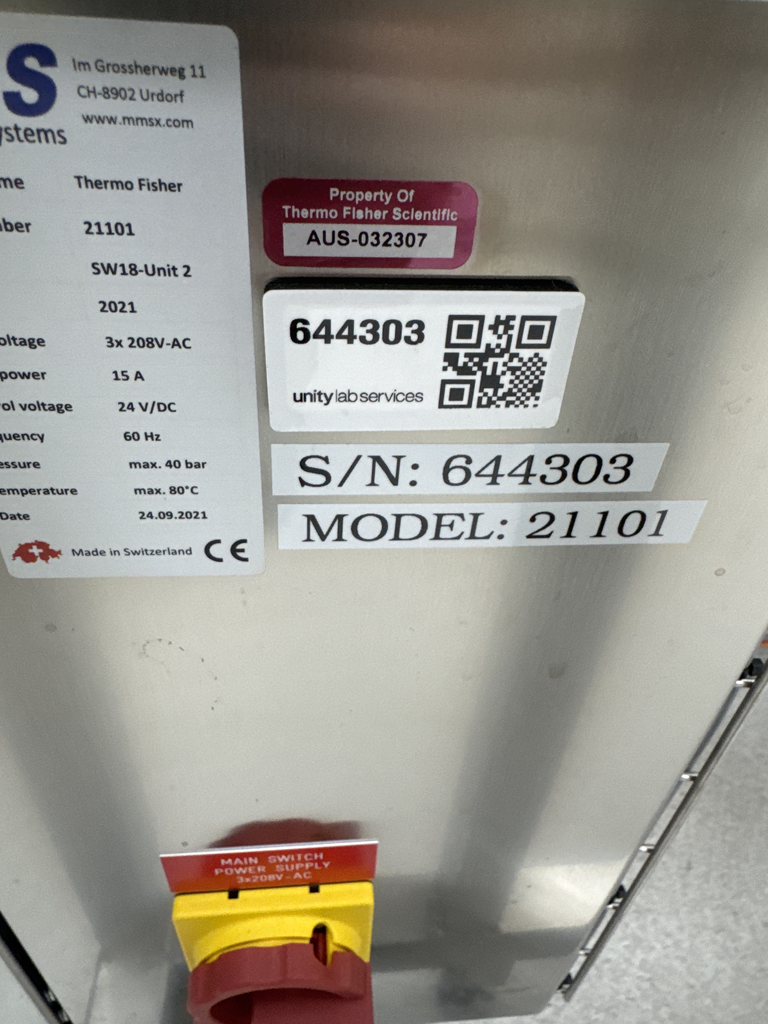 S
ystems
Im Grossherweg 11
CH-8902 Urdorf
www.mmsx.com
me Thermo Fisher
ber 21101
SW18-Unit 2
2021
oltage 3x 208V-AC
power 15 A
ol voltage 24 V/DC
quency 60 Hz
essure max. 40 bar
emperature max. 80°C
Date 24.09.2021
Made in Switzerland CE
Property Of
Thermo Fisher Scientific
AUS-032307
644303
unity lab services
S/N: 644303
MODEL: 21101
MAIN SWITCH
POWER SUPPLY
3x208V-AC